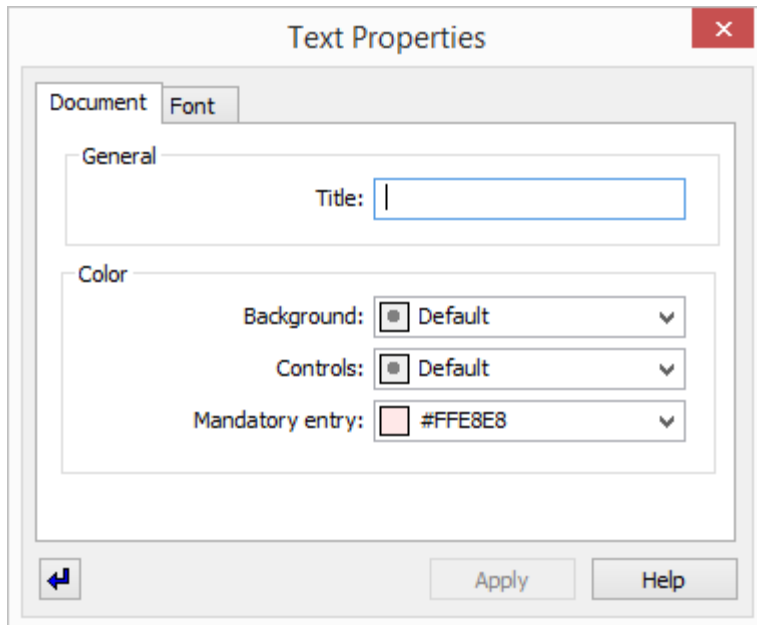 Text Properties
Document Font
General
Title:
Color
Background: Default
Controls: Default
Mandatory entry: #FFE8E8
Apply Help